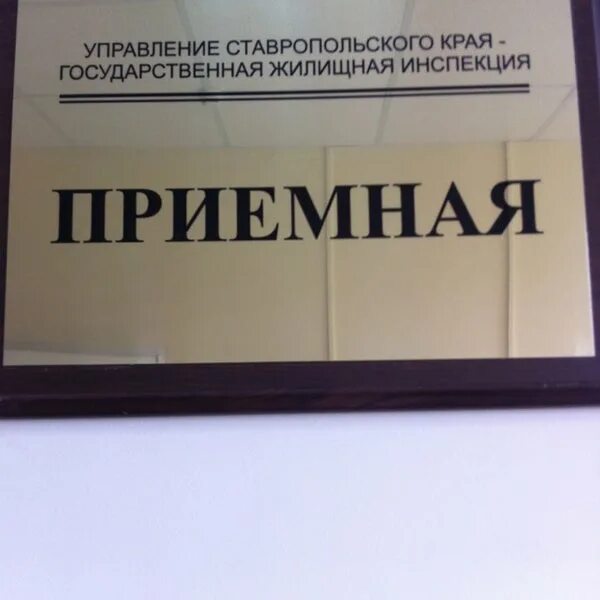 УПРАВЛЕНИЕ СТАВРОПОЛЬСКОГО КРАЯ -
ГОСУДАРСТВЕННАЯ ЖИЛИЩНАЯ ИНСПЕКЦИЯ
ПРИЕМНАЯ